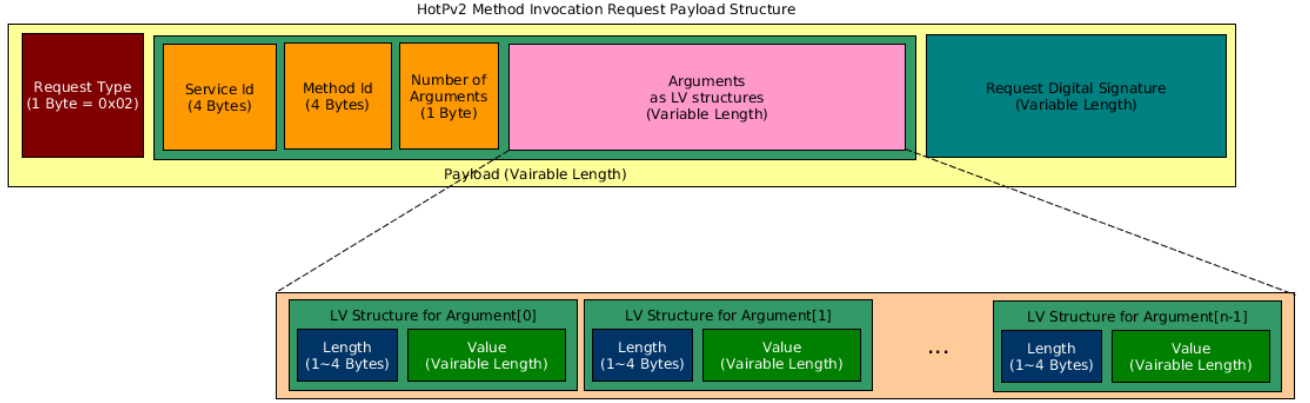 HotPv2 Method Invocation Request Payload Structure
Request Type
(1 Byte = 0x02)
Service Id
(4 Bytes)
Method Id
(4 Bytes)
Number of
Arguments
(1 Byte)
Arguments
as LV structures
(Variable Length)
Request Digital Signature
(Variable Length)
Payload (Vairable Length)
LV Structure for Argument[0]
Length
(1~4 Bytes)
Value
(Vairable Length)
LV Structure for Argument[1]
Length
(1~4 Bytes)
Value
(Vairable Length)
...
LV Structure for Argument[n-1]
Length
(1~4 Bytes)
Value
(Vairable Length)